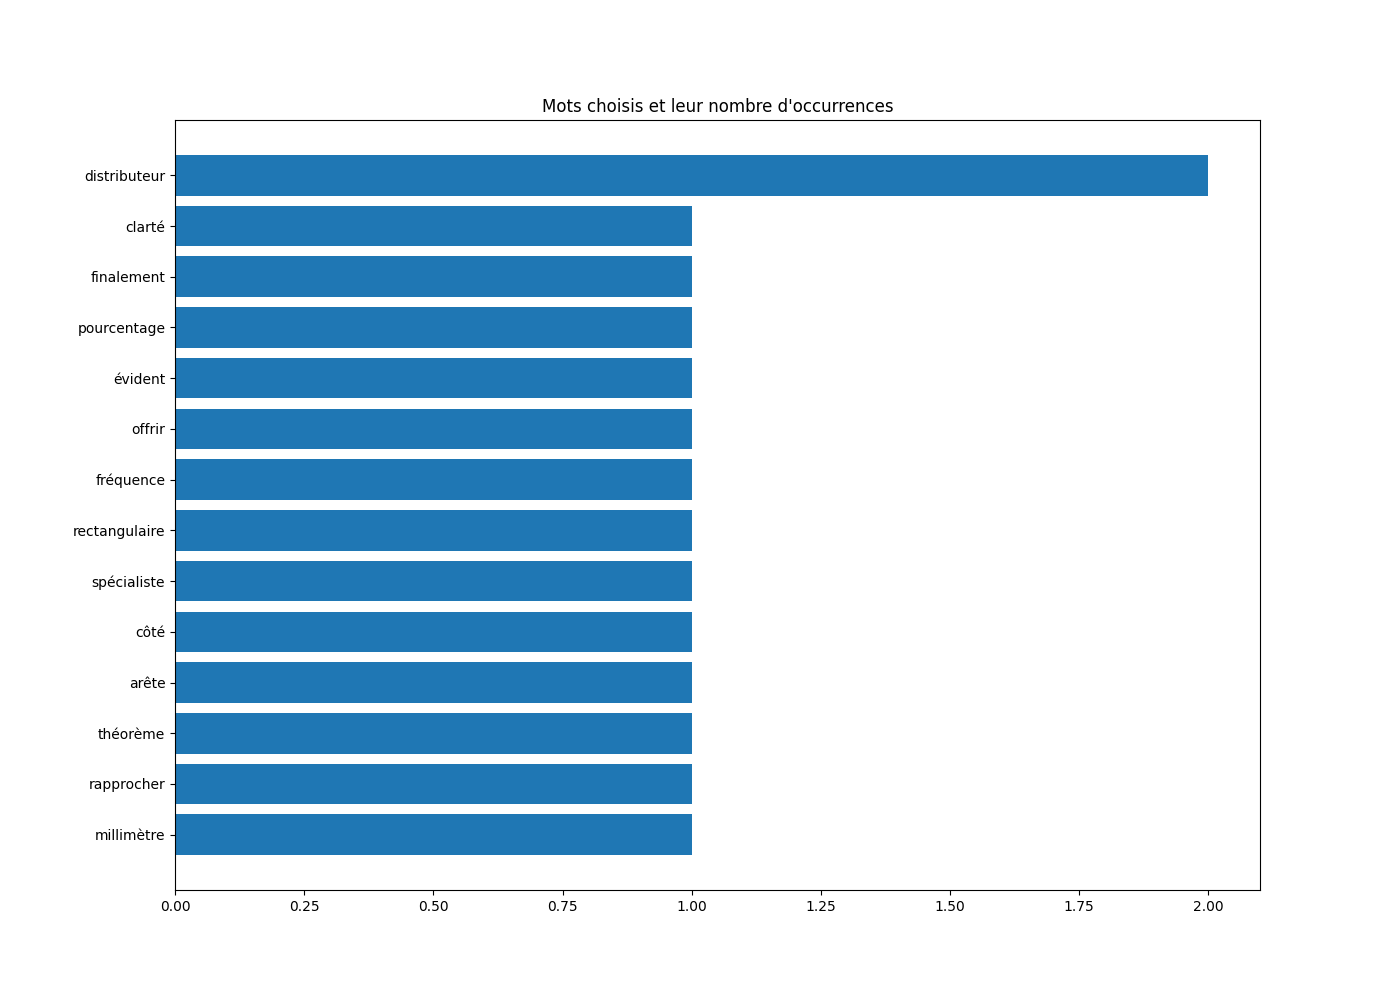 Mots choisis et leur nombre d'occurrences
distributeur
clarté
finalement
pourcentage
évident
offrir
fréquence
rectangulaire
spécialiste
côté
arête
théorème
rapprocher
millimètre
0.00 0.25 0.50 0.75 1.00 1.25 1.50 1.75 2.00